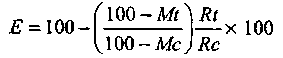 E = 100 - ( (100 - Mt) / (100 - Mc) ) Rt / Rc × 100